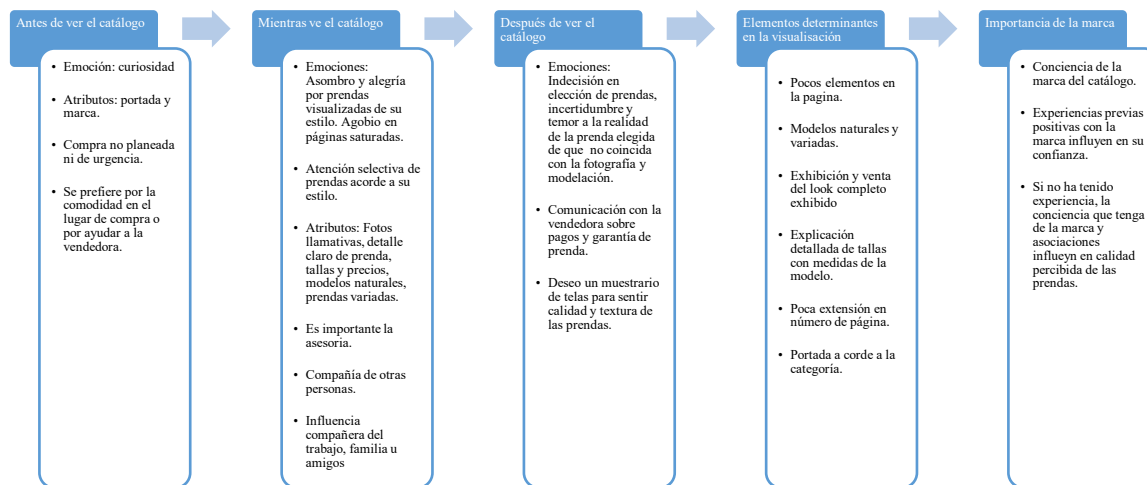 Antes de ver el catálogo
• Emoción: curiosidad
• Atributos: portada y
marca.
• Compra no planeada
ni de urgencia.
• Se prefiere por la
comodidad en el
lugar de compra o
por ayudar a la
vendedora.
Mientras ve el catálogo
• Emociones:
Asombro y alegría
por prendas
visualizadas de su
estilo. Agobio en
páginas saturadas.
• Atención selectiva de
prendas acorde a su
estilo.
• Atributos: Fotos
llamativas, detalle
claro de prenda,
tallas y precios,
modelos naturales,
prendas variadas.
• Es importante la
asesoria.
• Compañía de otras
personas.
• Influencia
compañera del
trabajo, familia u
amigos
Después de ver el
catálogo
• Emociones:
Indecisión en
elección de prendas,
incertidumbre y
temor a la realidad
de la prenda elegida
de que no coincida
con la fotografía y
modelación.
• Comunicación con la
vendedora sobre
pagos y garantía de
prenda.
• Deseo un muestrario
de telas para sentir
calidad y textura de
las prendas.
Elementos determinantes
en la visualisación
• Pocos elementos en
la pagina.
• Modelos naturales y
variadas.
• Exhibición y venta
del look completo
exhibido
• Explicación
detallada de tallas
con medidas de la
modelo.
• Poca extensión en
número de página.
• Portada a corde a la
categoría.
Importancia de la marca
• Conciencia de la
marca del catálogo.
• Experiencias previas
positivas con la
marca influyen en su
confianza.
• Si no ha tenido
experiencia, la
conciencia que tenga
de la marca y
asociaciones
influeyn en calidad
percibida de las
prendas.